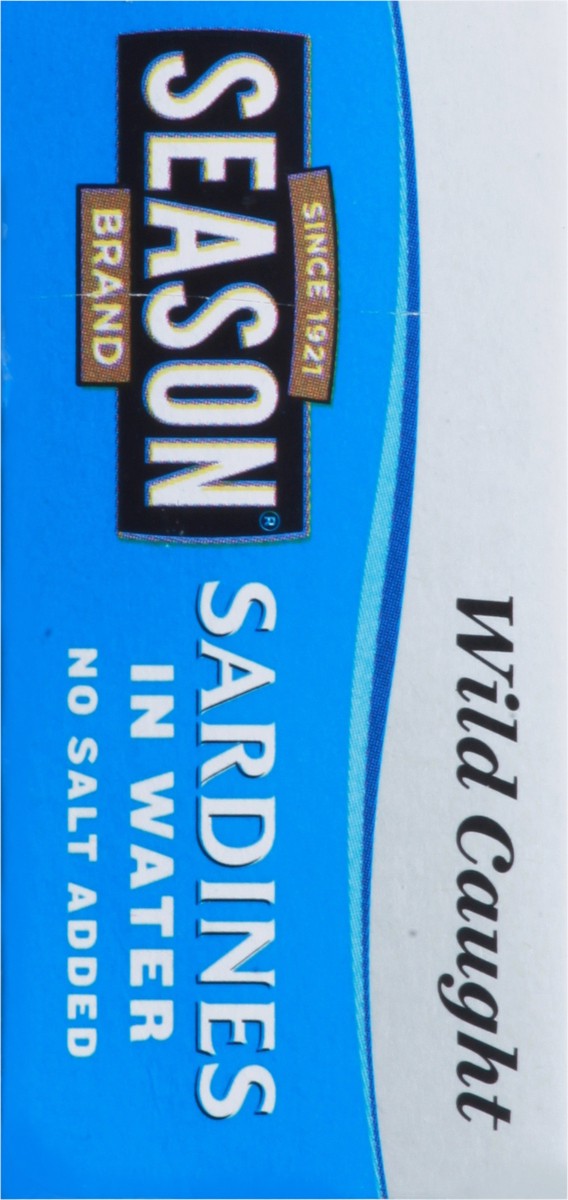 Wild Caught
SINCE 1921
SEASON®
BRAND
SARDINES
IN WATER
NO SALT ADDED